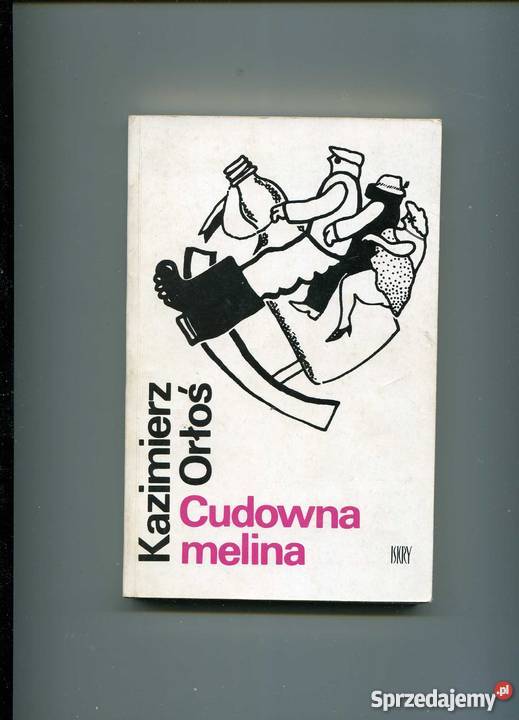 Kazimierz
Orłoś
Cudowna
melina
ISKRY
Sprzedajemy.pl